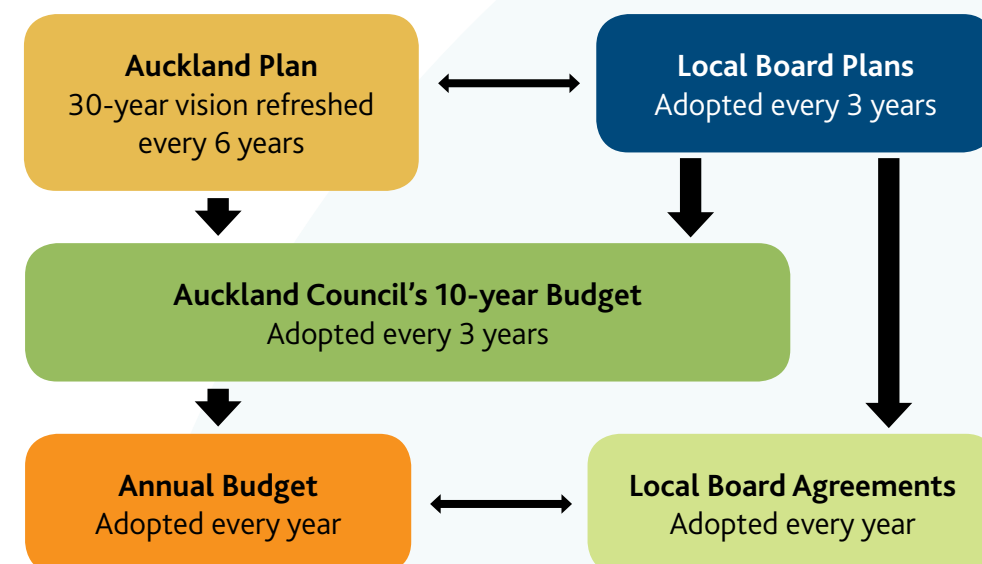 Auckland Plan
30-year vision refreshed
every 6 years
Local Board Plans
Adopted every 3 years
Auckland Council’s 10-year Budget
Adopted every 3 years
Annual Budget
Adopted every year
Local Board Agreements
Adopted every year